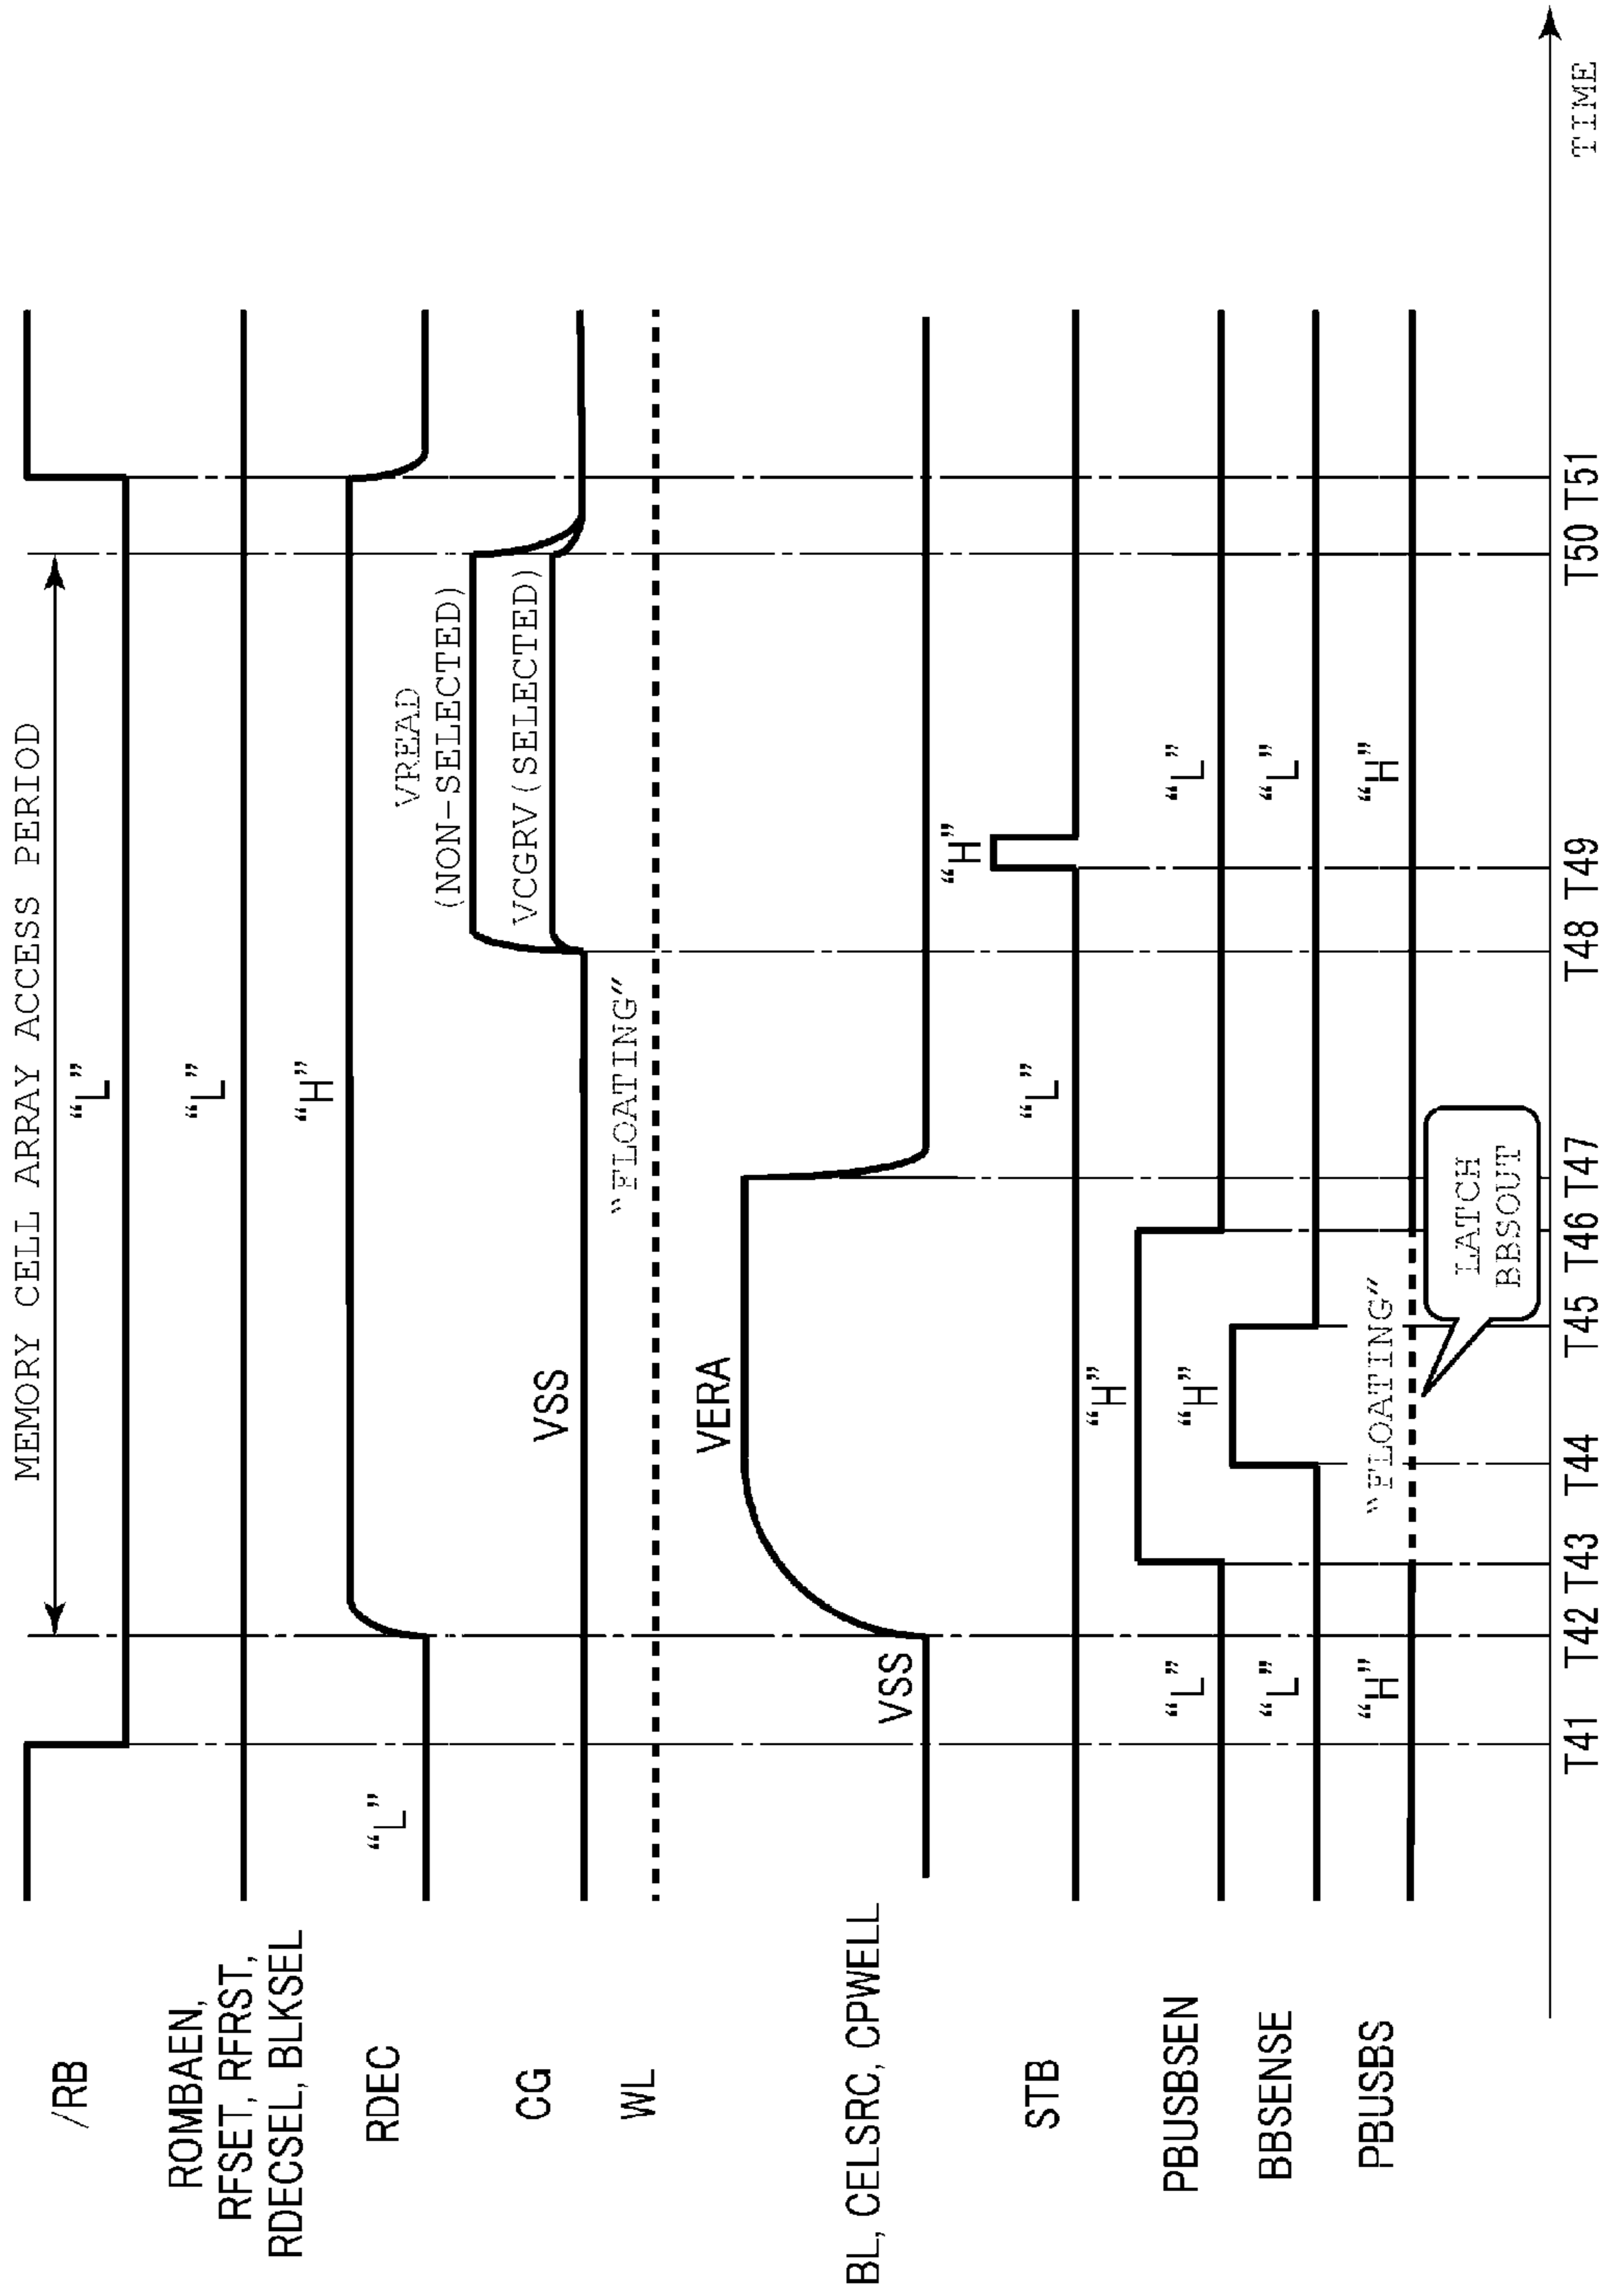 MEMORY CELL ARRAY ACCESS PERIOD
/RB
“L”
ROMBAEN,
RFSET, RFRST,
RDECSEL, BLKSEL
“L”
RDEC
“L”
“H”
VREAD
(NON-SELECTED)
VCGRV(SELECTED)
CG
VSS
WL
“FLOATING”
BL, CELSRC, CPWELL
VSS
VERA
STB
“L”
“H”
PBUSBSEN
“L”
“H”
“L”
BBSENSE
“L”
“H”
“L”
PBUSBS
“H”
“FLOATING”
“H”
LATCH
BBSOUT
T41 T42 T43 T44 T45 T46 T47 T48 T49 T50 T51
TIME